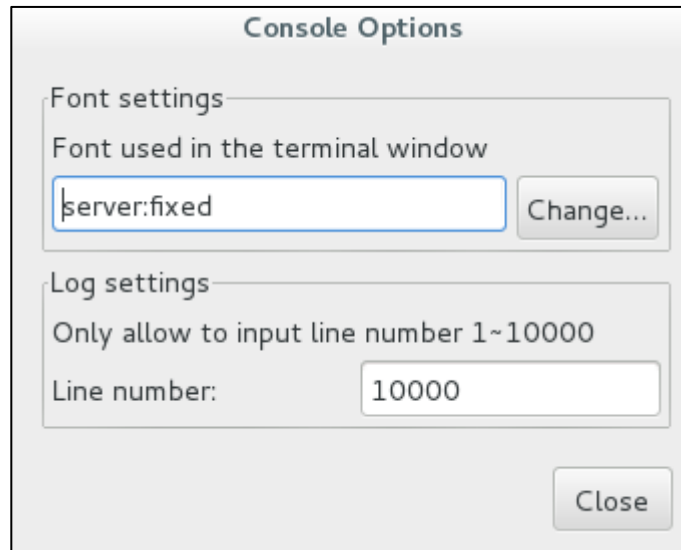 Console Options
Font settings
Font used in the terminal window
server:fixed
Change...
Log settings
Only allow to input line number 1~10000
Line number:
10000
Close